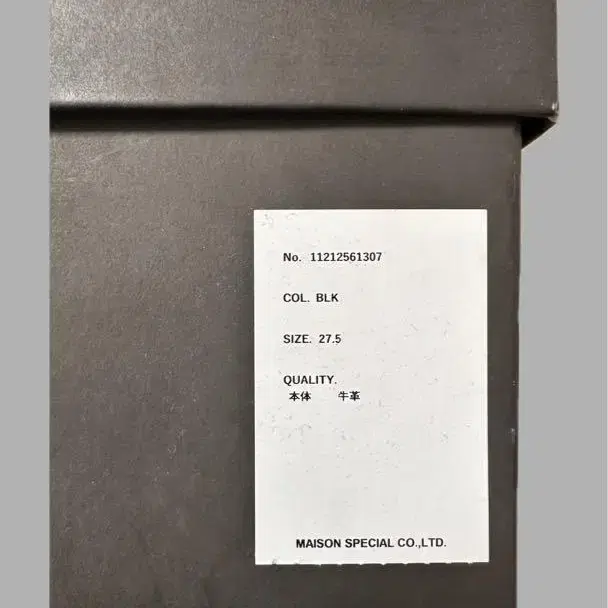 No. 11212561307
COL. BLK
SIZE. 27.5
QUALITY.
本体 牛革
MAISON SPECIAL CO.,LTD.